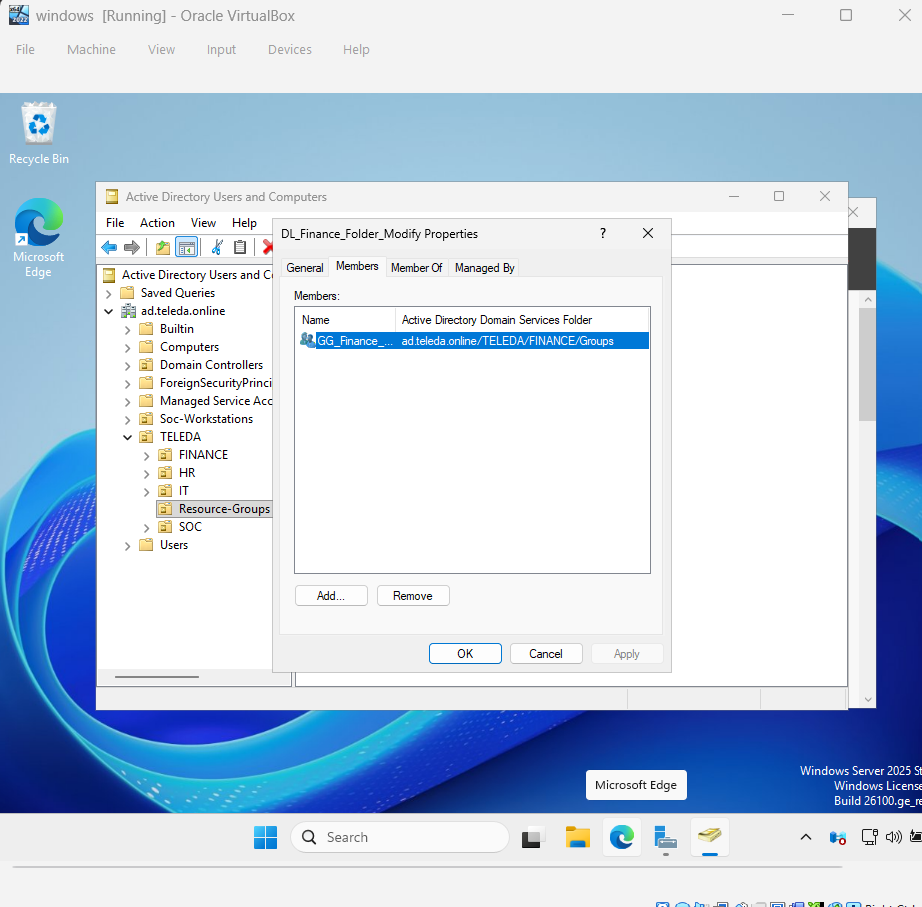 windows [Running] - Oracle VirtualBox
File Machine View Input Devices Help
Recycle Bin
Microsoft
Edge
Active Directory Users and Computers
File Action View Help
Active Directory Users and C
Saved Queries
ad.teleda.online
Builtin
Computers
Domain Controllers
ForeignSecurityPrinci
Managed Service Acc
Soc-Workstations
TELEDA
FINANCE
HR
IT
Resource-Groups
SOC
Users
DL_Finance_Folder_Modify Properties
?
General Members Member Of Managed By
Members:
Name Active Directory Domain Services Folder
GG_Finance_... ad.teleda.online/TELEDA/FINANCE/Groups
Add... Remove
OK Cancel Apply
Microsoft Edge
Windows Server 2025 St
Windows License
Build 26100.ge_re
Search